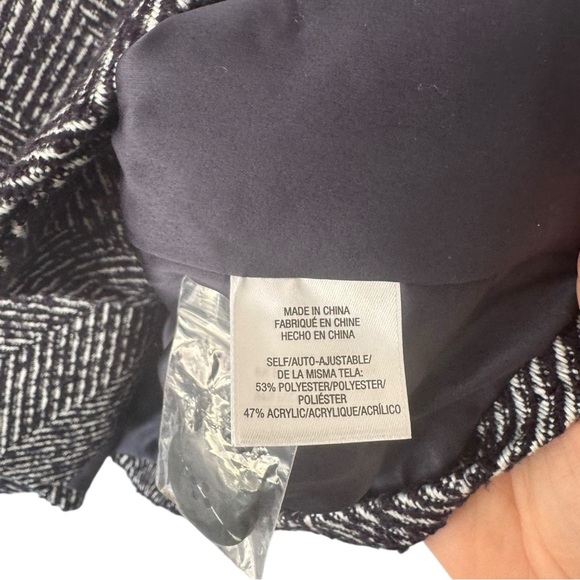 MADE IN CHINA
FABRIQUÉ EN CHINE
HECHO EN CHINA
SELF/AUTO-AJUSTABLE/
DE LA MISMA TELA:
53% POLYESTER/POLYESTER/
POLIÉSTER
47% ACRYLIC/ACRYLIQUE/ACRÍLICO